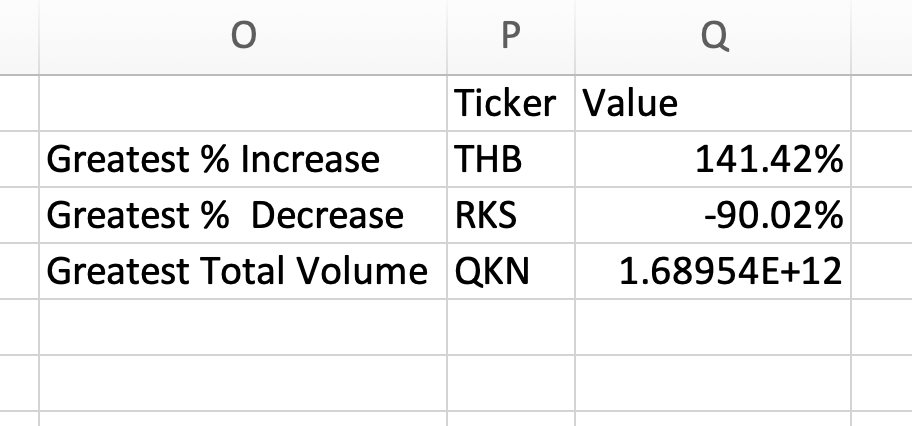 O P Q
Ticker Value
Greatest % Increase THB 141.42%
Greatest %  Decrease RKS -90.02%
Greatest Total Volume QKN 1.68954E+12